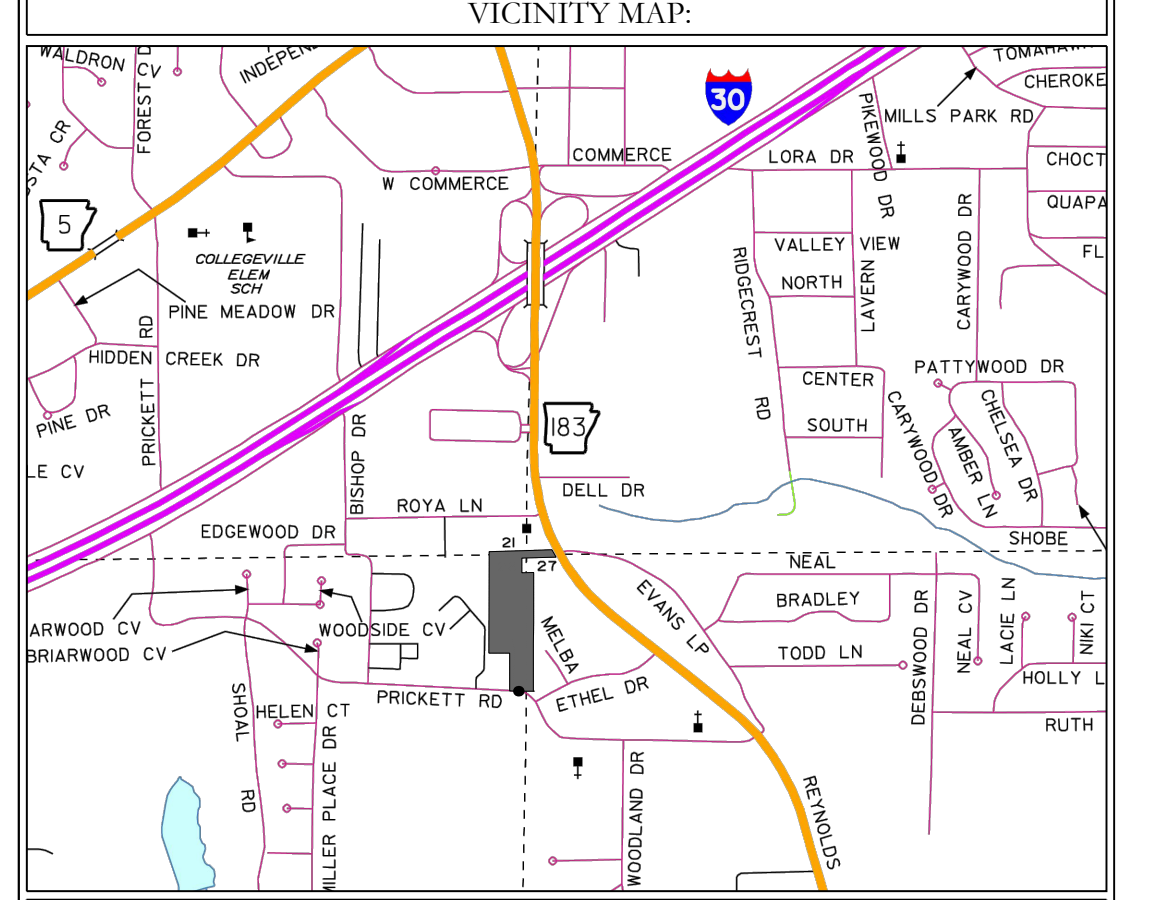 VICINITY MAP:
WALDRON CV
FOREST D
INDEPEN
TOMAHAW
CHEROKE
30
MILLS PARK RD
PIKEWOOD DR
STA CR
COMMERCE
LORA DR
CHOCT
W COMMERCE
QUAPA
5
COLLEGEVILLE
ELEM
SCH
VALLEY VIEW
FL
RIDGECREST RD
LAVERN
CARYWOOD DR
NORTH
PINE MEADOW DR
HIDDEN CREEK DR
PRICKETT RD
PATTYWOOD DR
CENTER
PINE DR
183
SOUTH
CARYWOOD DR
AMBER LN
CHELSEA DR
LE CV
BISHOP DR
DELL DR
ROYA LN
EDGEWOOD DR
SHOBE
21
27
NEAL
EVANS LP
BRADLEY
DEBSWOOD DR
NEAL CV
LACIE LN
NIKI CT
ARWOOD CV
WOODSIDE CV
MELBA
BRIARWOOD CV
TODD LN
HOLLY L
PRICKETT RD
ETHEL DR
SHOAL RD
HELEN CT
RUTH
MILLER PLACE DR
WOODLAND DR
REYNOLDS